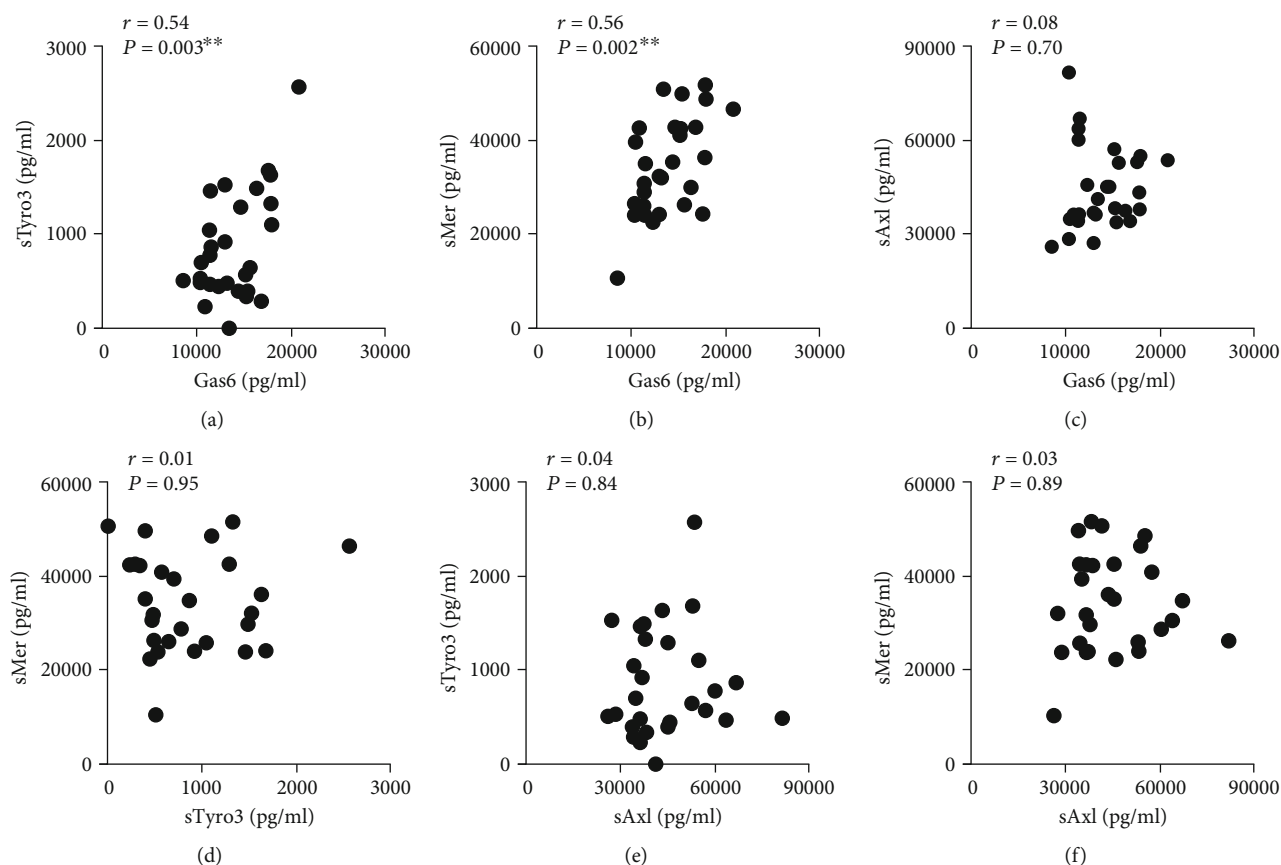 r = 0.54
P = 0.003**
3000
2000
1000
0
sTyro3 (pg/ml)
0 10000 20000 30000
Gas6 (pg/ml)
(a)
r = 0.56
P = 0.002**
60000
40000
20000
0
sMer (pg/ml)
0 10000 20000 30000
Gas6 (pg/ml)
(b)
r = 0.08
P = 0.70
90000
60000
30000
0
sAxl (pg/ml)
0 10000 20000 30000
Gas6 (pg/ml)
(c)
r = 0.01
P = 0.95
60000
40000
20000
0
sMer (pg/ml)
0 1000 2000 3000
sTyro3 (pg/ml)
(d)
r = 0.04
P = 0.84
3000
2000
1000
0
sTyro3 (pg/ml)
0 30000 60000 90000
sAxl (pg/ml)
(e)
r = 0.03
P = 0.89
60000
40000
20000
0
sMer (pg/ml)
0 30000 60000 90000
sAxl (pg/ml)
(f)